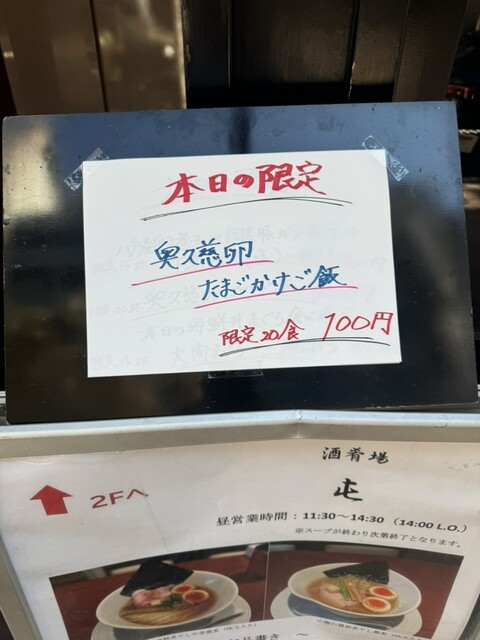 本日の限定
奥久慈卵
たまごかけご飯
限定20食 100円
2Fへ
酒肴場
屯
昼営業時間：11:30～14:30（14:00 L.O.）
※スープが終わり次第終了となります。